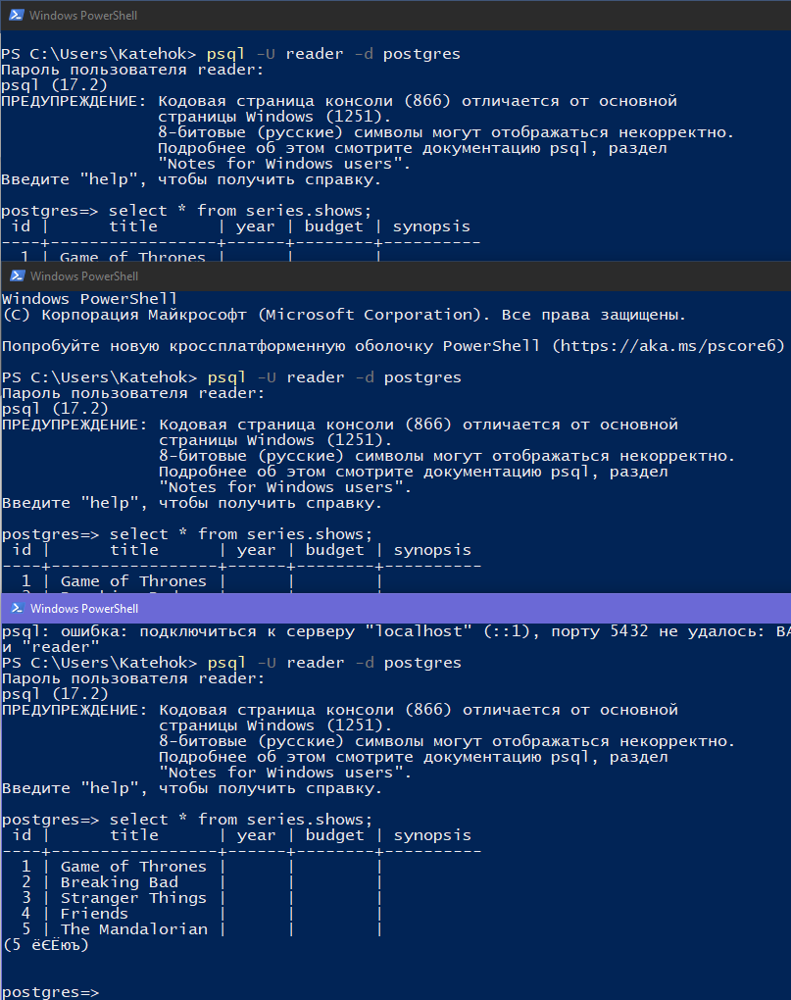 Windows PowerShell
PS C:\Users\Katehok> psql -U reader -d postgres
Пароль пользователя reader:
psql (17.2)
ПРЕДУПРЕЖДЕНИЕ: Кодовая страница консоли (866) отличается от основной
страницы Windows (1251).
8-битовые (русские) символы могут отображаться некорректно.
Подробнее об этом смотрите документацию psql, раздел
"Notes for Windows users".
Введите "help", чтобы получить справку.
postgres=> select * from series.shows;
id | title | year | budget | synopsis
----+-----------------+------+--------+----------
1 | Game of Thrones | | |
Windows PowerShell
Windows PowerShell
(C) Корпорация Майкрософт (Microsoft Corporation). Все права защищены.
Попробуйте новую кроссплатформенную оболочку PowerShell (https://aka.ms/pscore6)
PS C:\Users\Katehok> psql -U reader -d postgres
Пароль пользователя reader:
psql (17.2)
ПРЕДУПРЕЖДЕНИЕ: Кодовая страница консоли (866) отличается от основной
страницы Windows (1251).
8-битовые (русские) символы могут отображаться некорректно.
Подробнее об этом смотрите документацию psql, раздел
"Notes for Windows users".
Введите "help", чтобы получить справку.
postgres=> select * from series.shows;
id | title | year | budget | synopsis
----+-----------------+------+--------+----------
1 | Game of Thrones | | |
Windows PowerShell
psql: ошибка: подключиться к серверу "localhost" (::1), порту 5432 не удалось: ВА
и "reader"
PS C:\Users\Katehok> psql -U reader -d postgres
Пароль пользователя reader:
psql (17.2)
ПРЕДУПРЕЖДЕНИЕ: Кодовая страница консоли (866) отличается от основной
страницы Windows (1251).
8-битовые (русские) символы могут отображаться некорректно.
Подробнее об этом смотрите документацию psql, раздел
"Notes for Windows users".
Введите "help", чтобы получить справку.
postgres=> select * from series.shows;
id | title | year | budget | synopsis
----+-----------------+------+--------+----------
1 | Game of Thrones | | |
2 | Breaking Bad | | |
3 | Stranger Things | | |
4 | Friends | | |
5 | The Mandalorian | | |
(5 ёЄЁюъ)
postgres=>